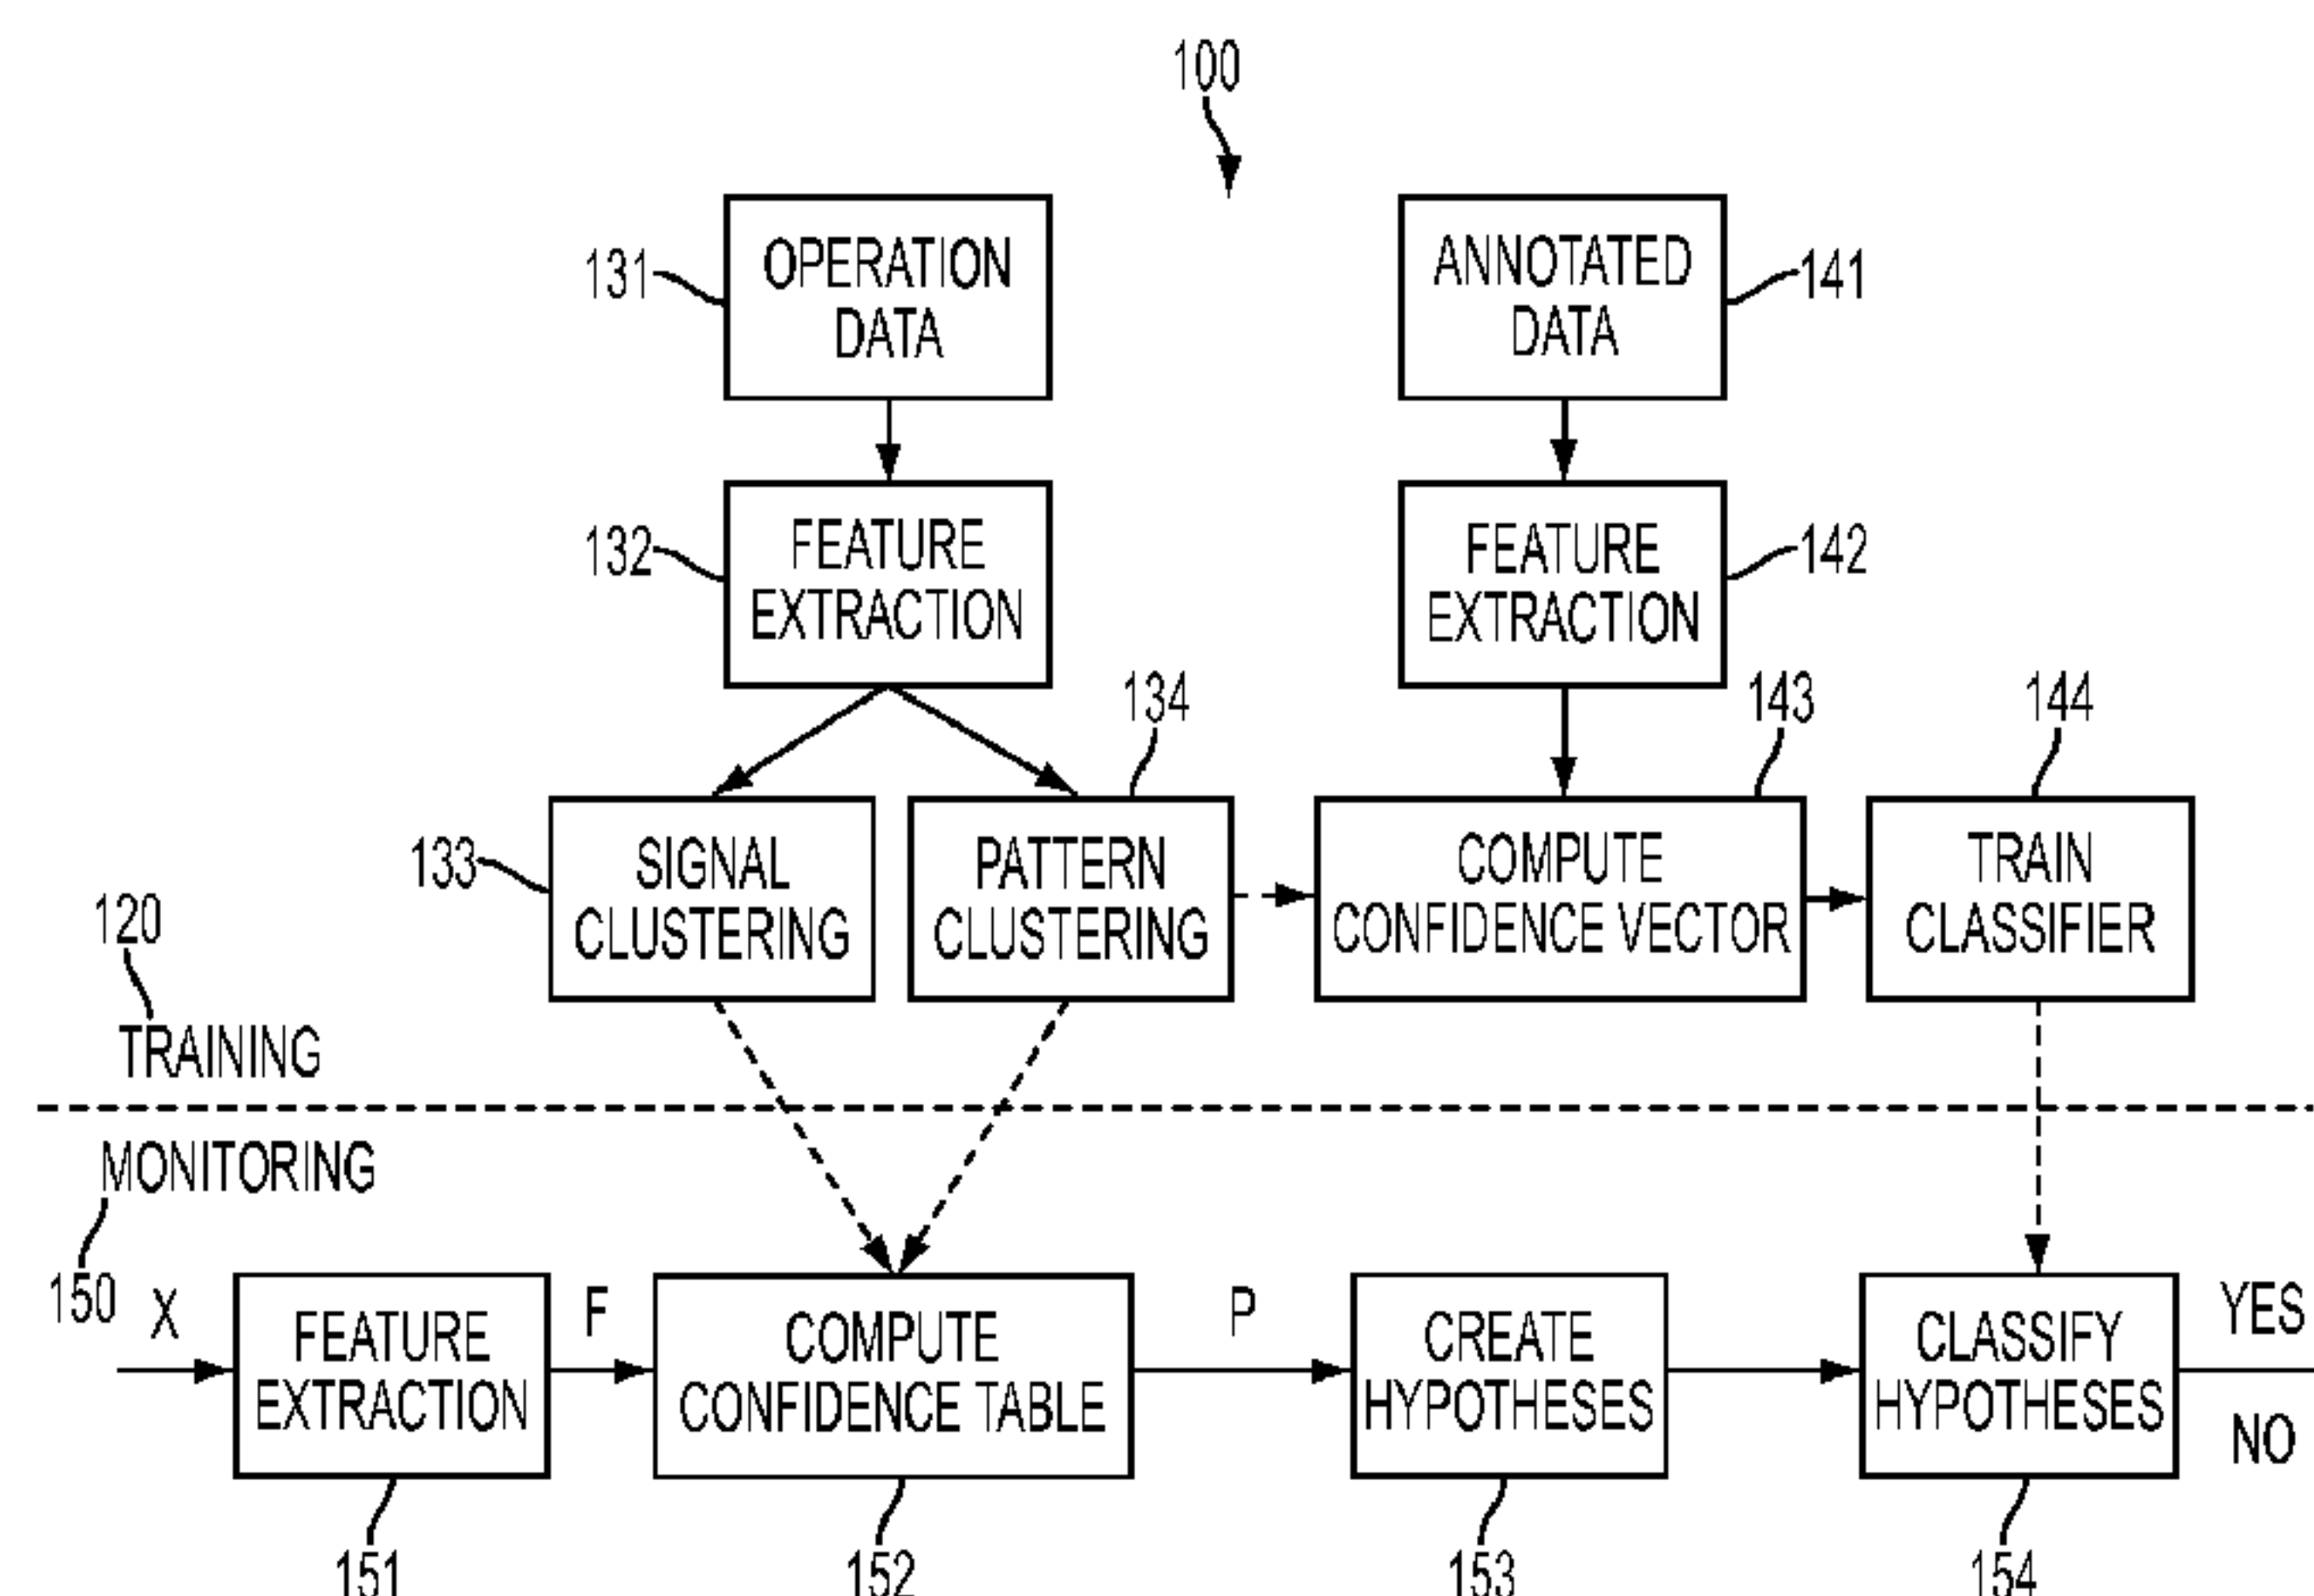 100
131
OPERATION
DATA
ANNOTATED
DATA
141
132
FEATURE
EXTRACTION
FEATURE
EXTRACTION
142
134
143
144
133
SIGNAL
CLUSTERING
PATTERN
CLUSTERING
COMPUTE
CONFIDENCE VECTOR
TRAIN
CLASSIFIER
120
TRAINING
MONITORING
150
X
FEATURE
EXTRACTION
F
COMPUTE
CONFIDENCE TABLE
P
CREATE
HYPOTHESES
CLASSIFY
HYPOTHESES
YES
NO
151
152
153
154